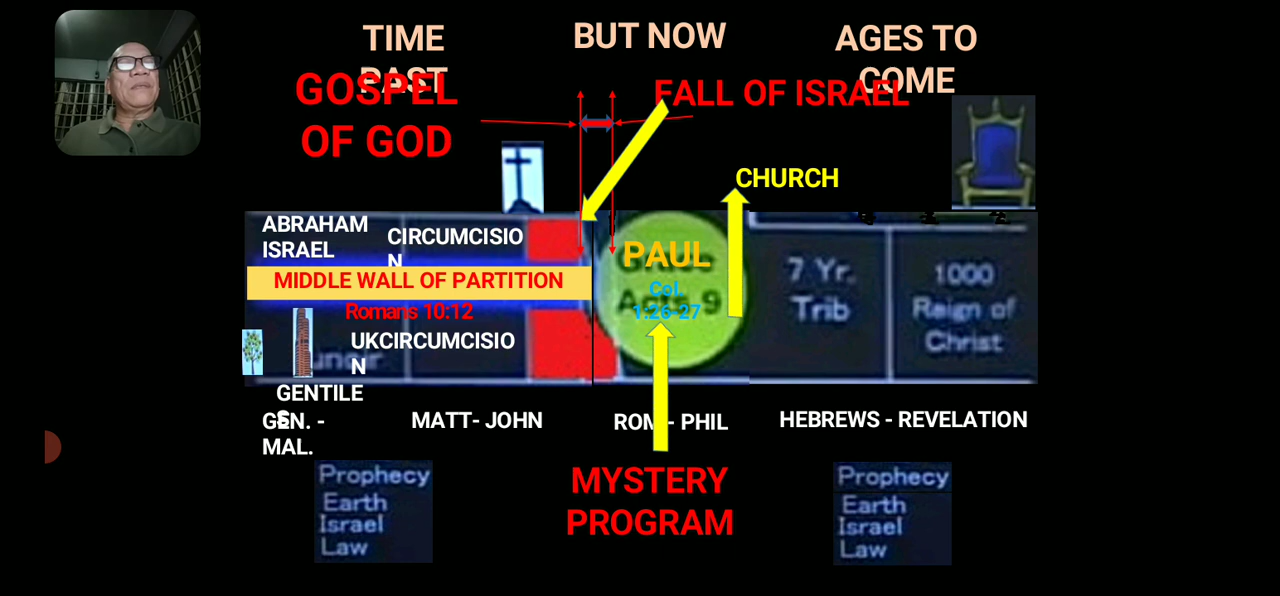 TIME
PAST
BUT NOW
AGES TO
COME
GOSPEL
OF GOD
FALL OF ISRAEL
CHURCH
ABRAHAM
ISRAEL
CIRCUMCISIO
N
MIDDLE WALL OF PARTITION
Romans 10:12
UKCIRCUMCISIO
N
GENTILE
S
PAUL
Acts 9
Col.
1:26-27
7 Yr.
Trib
1000
Reign of
Christ
GEN. -
MAL.
MATT- JOHN
ROM - PHIL
HEBREWS - REVELATION
Prophecy
Earth
Israel
Law
MYSTERY
PROGRAM
Prophecy
Earth
Israel
Law